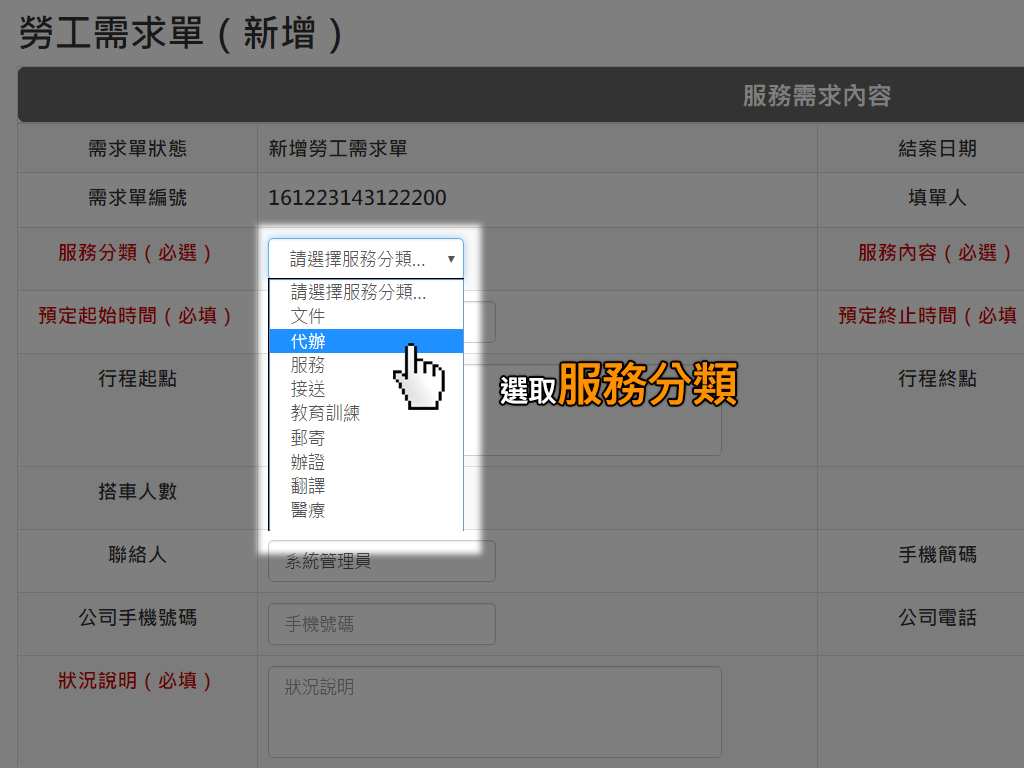 勞工需求單（新增）
服務需求內容
需求單狀態 新增勞工需求單 結案日期
需求單編號 161223143122200 填單人
服務分類（必選） 請選擇服務分類... 服務內容（必選）
請選擇服務分類...
預定起始時間（必填） 文件 預定終止時間（必填
代辦
服務
行程起點 選取服務分類 行程終點
接送
教育訓練
郵寄
辦證
搭車人數 翻譯
醫療
聯絡人 系統管理員 手機簡碼
公司手機號碼 手機號碼 公司電話
狀況說明（必填） 狀況說明